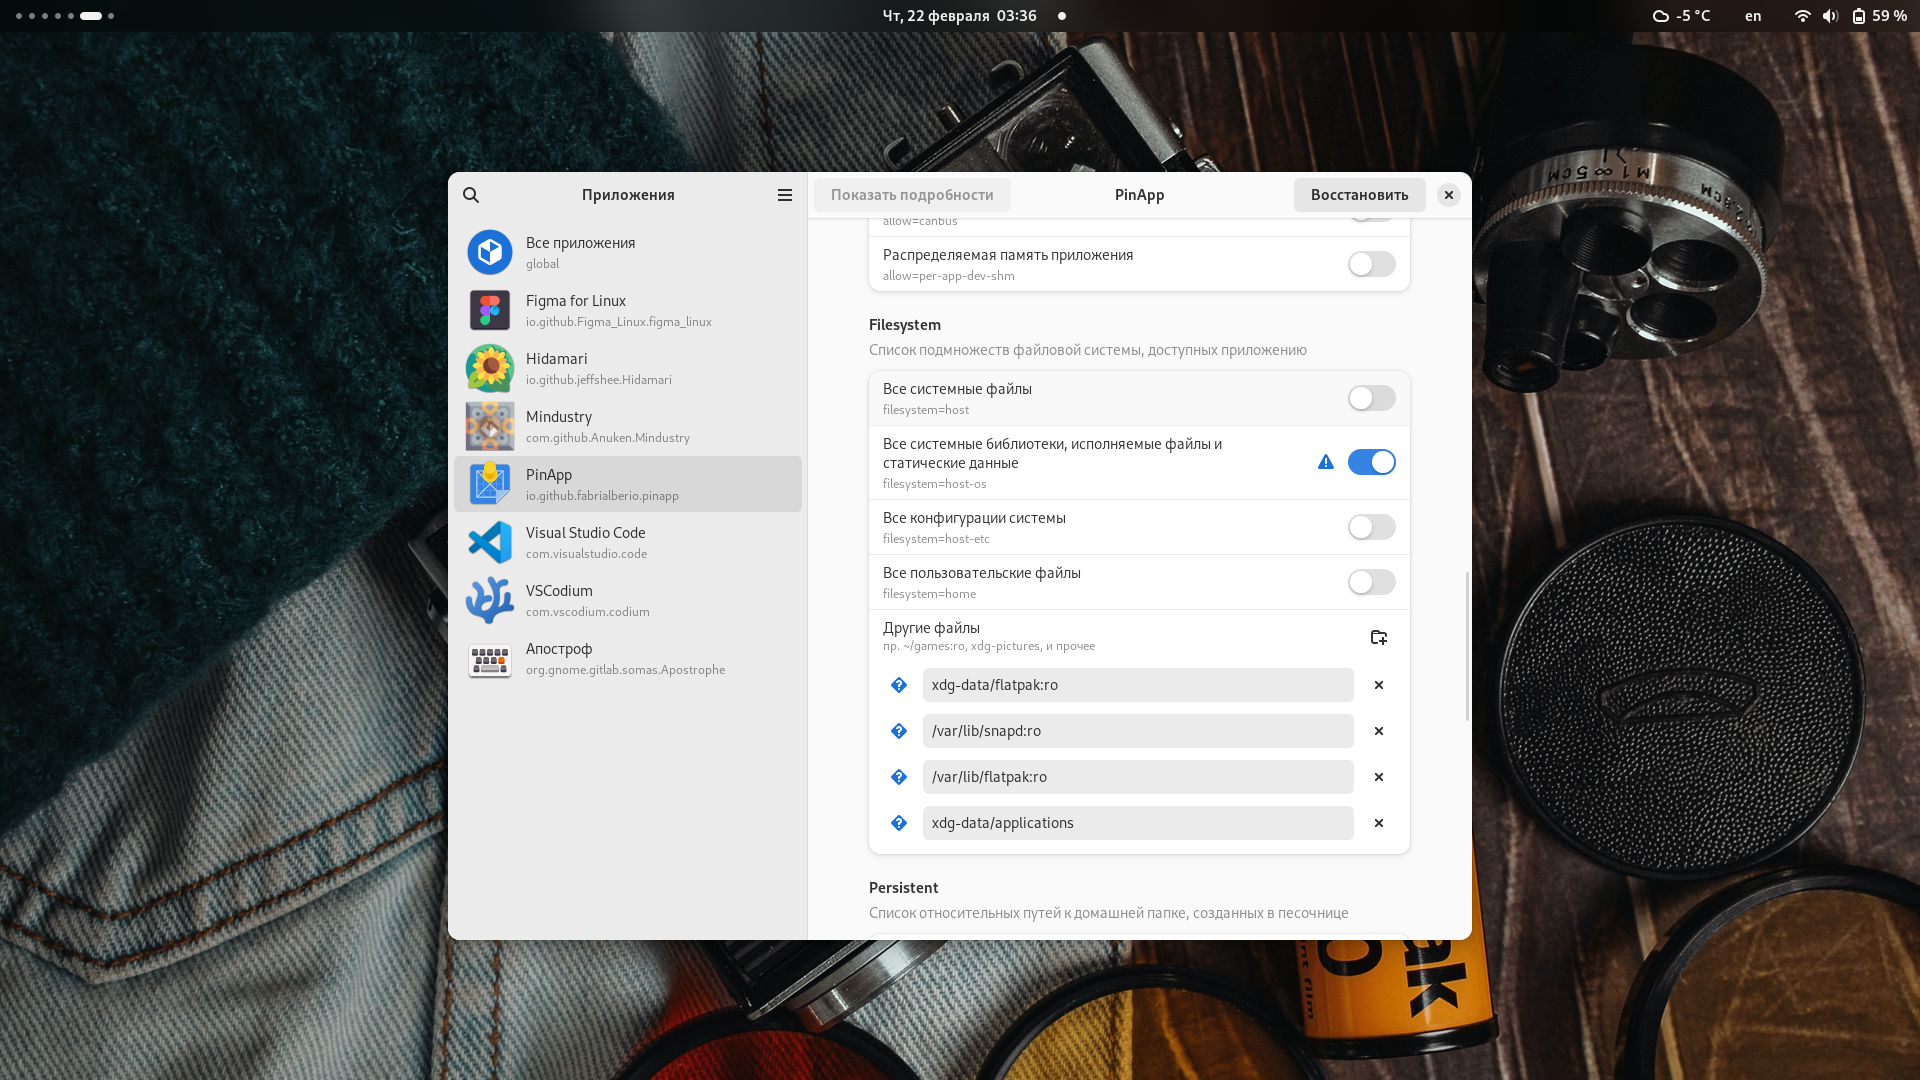 Чт, 22 февраля 03:36
-5 °C
en
59 %
Приложения
Все приложения
global
Figma for Linux
io.github.Figma_Linux.figma_linux
Hidamari
io.github.jeffshee.Hidamari
Mindustry
com.github.Anuken.Mindustry
PinApp
io.github.fabrialberio.pinapp
Visual Studio Code
com.visualstudio.code
VSCodium
com.vscodium.codium
Апостроф
org.gnome.gitlab.somas.Apostrophe
Показать подробности
PinApp
Восстановить
allow=canbus
Распределяемая память приложения
allow=per-app-dev-shm
Filesystem
Список подмножеств файловой системы, доступных приложению
Все системные файлы
filesystem=host
Все системные библиотеки, исполняемые файлы и
статические данные
filesystem=host-os
Все конфигурации системы
filesystem=host-etc
Все пользовательские файлы
filesystem=home
Другие файлы
пр. ~/games:ro, xdg-pictures, и прочее
xdg-data/flatpak:ro
/var/lib/snapd:ro
/var/lib/flatpak:ro
xdg-data/applications
Persistent
Список относительных путей к домашней папке, созданных в песочнице